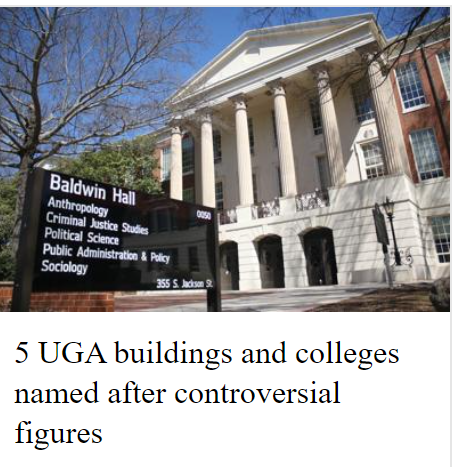 Baldwin Hall
Anthropology 0050
Criminal Justice Studies
Political Science
Public Administration & Policy
Sociology
355 S. Jackson St.
5 UGA buildings and colleges
named after controversial
figures